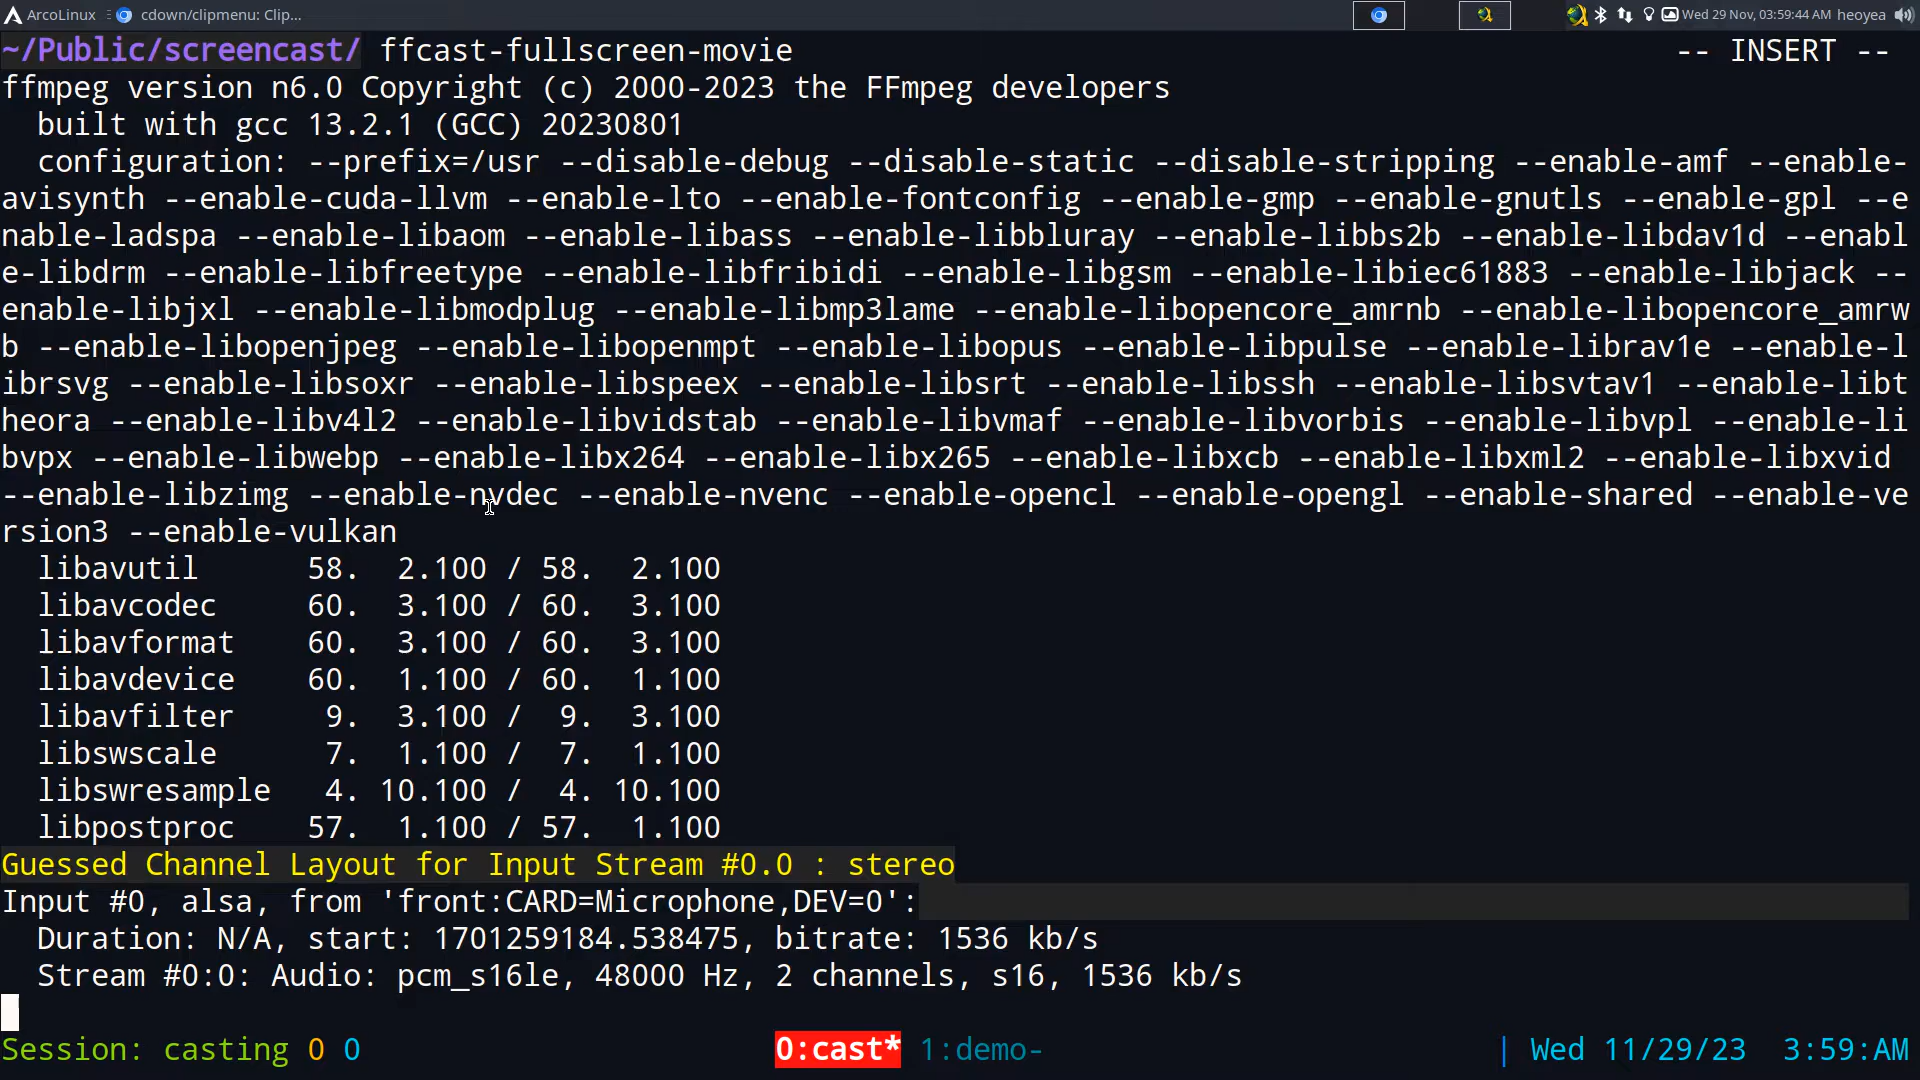 ArcoLinux cdown/clipmenu: Clip... Wed 29 Nov, 03:59:44 AM heoyea
~/Public/screencast/ ffcast-fullscreen-movie -- INSERT --
ffmpeg version n6.0 Copyright (c) 2000-2023 the FFmpeg developers
  built with gcc 13.2.1 (GCC) 20230801
  configuration: --prefix=/usr --disable-debug --disable-static --disable-stripping --enable-amf --enable-
avisynth --enable-cuda-llvm --enable-lto --enable-fontconfig --enable-gmp --enable-gnutls --enable-gpl --e
nable-ladspa --enable-libaom --enable-libass --enable-libbluray --enable-libbs2b --enable-libdav1d --enabl
e-libdrm --enable-libfreetype --enable-libfribidi --enable-libgsm --enable-libiec61883 --enable-libjack --
enable-libjxl --enable-libmodplug --enable-libmp3lame --enable-libopencore_amrnb --enable-libopencore_amrw
b --enable-libopenjpeg --enable-libopenmpt --enable-libopus --enable-libpulse --enable-librav1e --enable-l
ibrsvg --enable-libsoxr --enable-libspeex --enable-libsrt --enable-libssh --enable-libsvtav1 --enable-libt
heora --enable-libv4l2 --enable-libvidstab --enable-libvmaf --enable-libvorbis --enable-libvpl --enable-li
bvpx --enable-libwebp --enable-libx264 --enable-libx265 --enable-libxcb --enable-libxml2 --enable-libxvid
--enable-libzimg --enable-nvdec --enable-nvenc --enable-opencl --enable-opengl --enable-shared --enable-ve
rsion3 --enable-vulkan
  libavutil      58.  2.100 / 58.  2.100
  libavcodec     60.  3.100 / 60.  3.100
  libavformat    60.  3.100 / 60.  3.100
  libavdevice    60.  1.100 / 60.  1.100
  libavfilter     9.  3.100 /  9.  3.100
  libswscale      7.  1.100 /  7.  1.100
  libswresample   4. 10.100 /  4. 10.100
  libpostproc    57.  1.100 / 57.  1.100
Guessed Channel Layout for Input Stream #0.0 : stereo
Input #0, alsa, from 'front:CARD=Microphone,DEV=0':
  Duration: N/A, start: 1701259184.538475, bitrate: 1536 kb/s
  Stream #0:0: Audio: pcm_s16le, 48000 Hz, 2 channels, s16, 1536 kb/s
Session: casting 0 0 0:cast* 1:demo- | Wed 11/29/23 3:59:AM